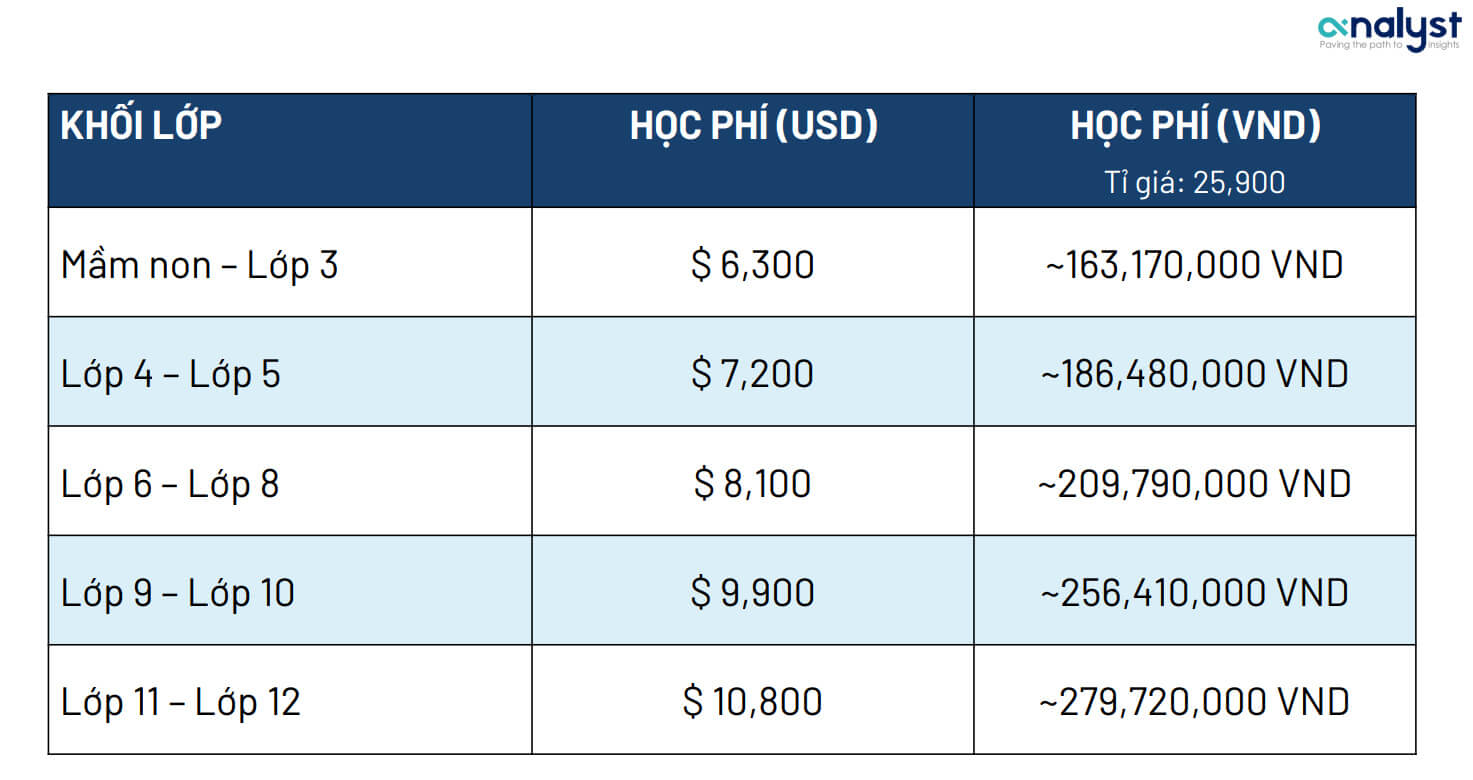 analyst
Paving the path to insights
KHỐI LỚP
HỌC PHÍ (USD)
HỌC PHÍ (VND)
Tỉ giá: 25,900
Mầm non – Lớp 3
$ 6,300
~163,170,000 VND
Lớp 4 – Lớp 5
$ 7,200
~186,480,000 VND
Lớp 6 – Lớp 8
$ 8,100
~209,790,000 VND
Lớp 9 – Lớp 10
$ 9,900
~256,410,000 VND
Lớp 11 – Lớp 12
$ 10,800
~279,720,000 VND